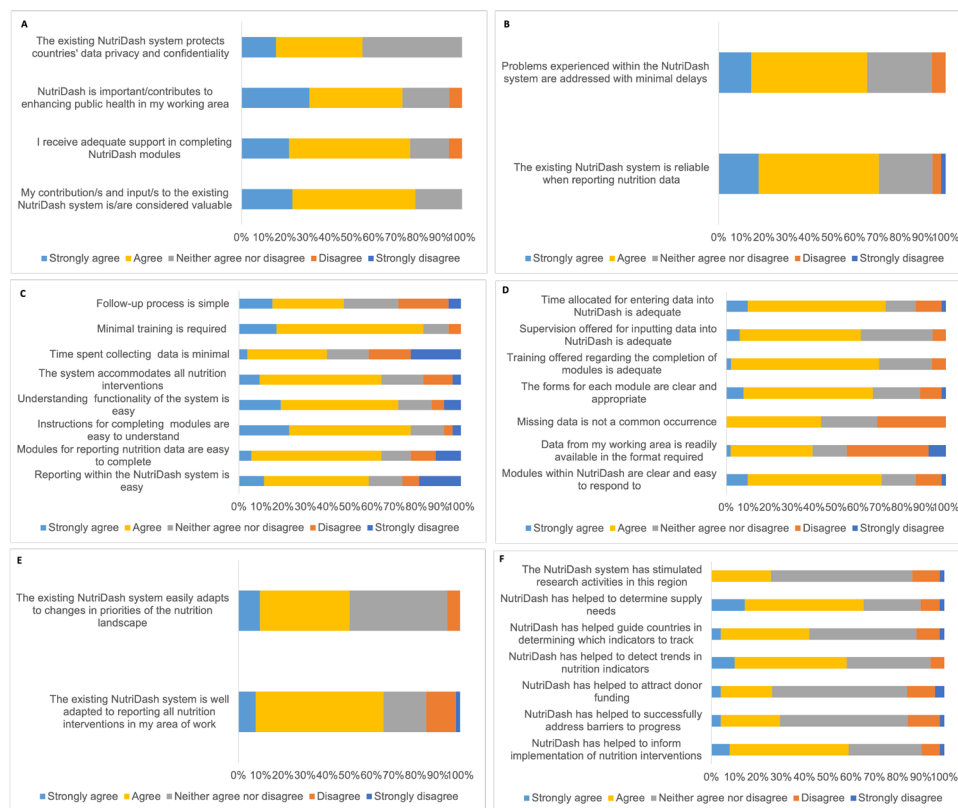 A
The existing NutriDash system protects
countries' data privacy and confidentiality
NutriDash is important/contributes to
enhancing public health in my working area
I receive adequate support in completing
NutriDash modules
My contribution/s and input/s to the existing
NutriDash system is/are considered valuable
0% 10%20%30%40%50%60%70%80%90%100%
Strongly agree Agree Neither agree nor disagree Disagree Strongly disagree
B
Problems experienced within the NutriDash
system are addressed with minimal delays
The existing NutriDash system is reliable
when reporting nutrition data
0% 10%20%30%40%50%60%70%80%90%100%
Strongly agree Agree Neither agree nor disagree Disagree Strongly disagree
C
Follow-up process is simple
Minimal training is required
Time spent collecting data is minimal
The system accommodates all nutrition
interventions
Understanding functionality of the system is
easy
Instructions for completing modules are
easy to understand
Modules for reporting nutrition data are easy
to complete
Reporting within the NutriDash system is
easy
0% 10%20%30%40%50%60%70%80%90%100%
Strongly agree Agree Neither agree nor disagree Disagree Strongly disagree
D
Time allocated for entering data into
NutriDash is adequate
Supervision offered for inputting data into
NutriDash is adequate
Training offered regarding the completion of
modules is adequate
The forms for each module are clear and
appropriate
Missing data is not a common occurrence
Data from my working area is readily
available in the format required
Modules within NutriDash are clear and easy
to respond to
0% 10%20%30%40%50%60%70%80%90%100%
Strongly agree Agree Neither agree nor disagree Disagree Strongly disagree
E
The existing NutriDash system easily
adapts to changes in priorities of the nutrition
landscape
The existing NutriDash system is well
adapted to reporting all nutrition
interventions in my area of work
0% 10%20%30%40%50%60%70%80%90%100%
Strongly agree Agree Neither agree nor disagree Disagree Strongly disagree
F
The NutriDash system has stimulated
research activities in this region
NutriDash has helped to determine supply
needs
NutriDash has helped guide countries in
determining which indicators to track
NutriDash has helped to detect trends in
nutrition indicators
NutriDash has helped to attract donor
funding
NutriDash has helped to successfully
address barriers to progress
NutriDash has helped to inform
implementation of nutrition interventions
0% 10%20%30%40%50%60%70%80%90%100%
Strongly agree Agree Neither agree nor disagree Disagree Strongly disagree